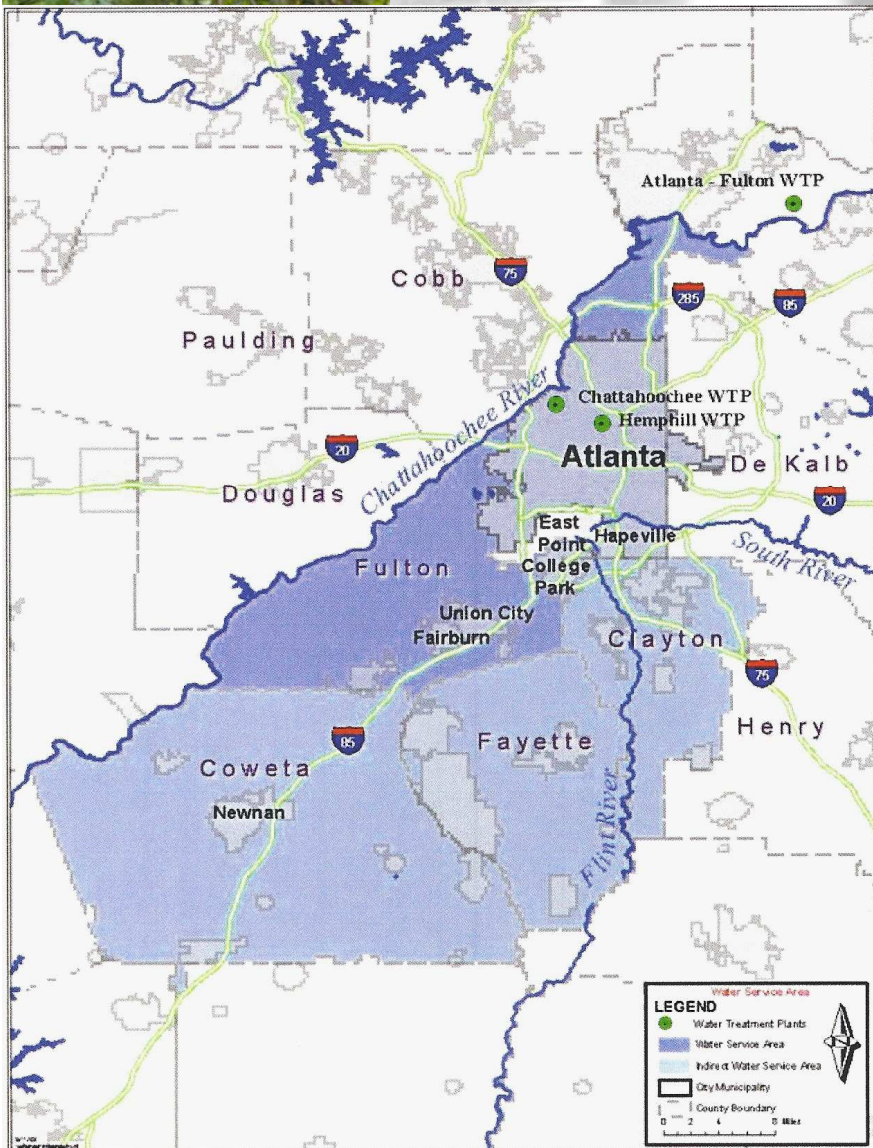 Atlanta - Fulton WTP
75
Cobb
285
85
Paulding
Chattahoochee River
Chattahoochee WTP
Hemphill WTP
20
Atlanta
De Kalb
Douglas
20
East
Point
Hapeville
South River
College
Park
Fulton
Union City
Fairburn
Clayton
75
Henry
85
Fayette
Coweta
Newnan
Flint River
Water Service Area
LEGEND
Water Treatment Plants
Water Service Area
Indirect Water Service Area
City Municipality
County Boundary
0 2 4 8 Miles